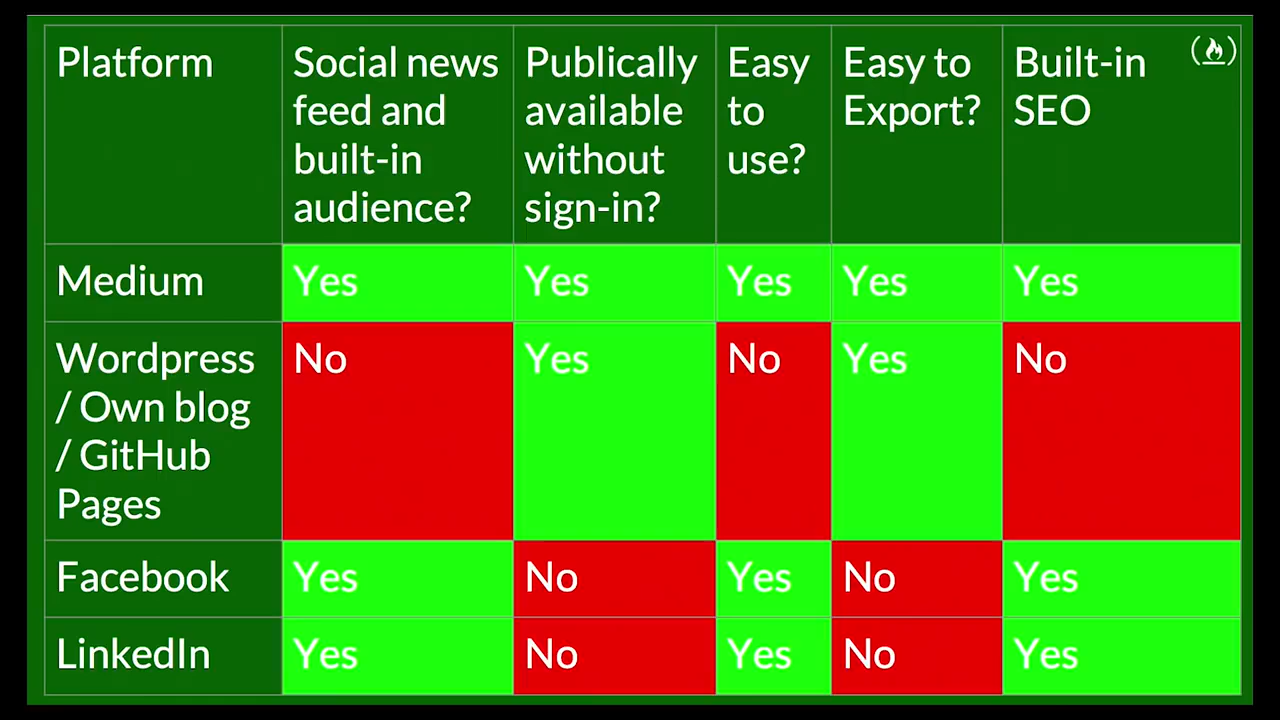 Platform
Social news
feed and
built-in
audience?
Publically
available
without
sign-in?
Easy
to
use?
Easy to
Export?
Built-in
SEO
Medium
Yes
Yes
Yes
Yes
Yes
Wordpress
/ Own blog
/ GitHub
Pages
No
Yes
No
Yes
No
Facebook
Yes
No
Yes
No
Yes
LinkedIn
Yes
No
Yes
No
Yes